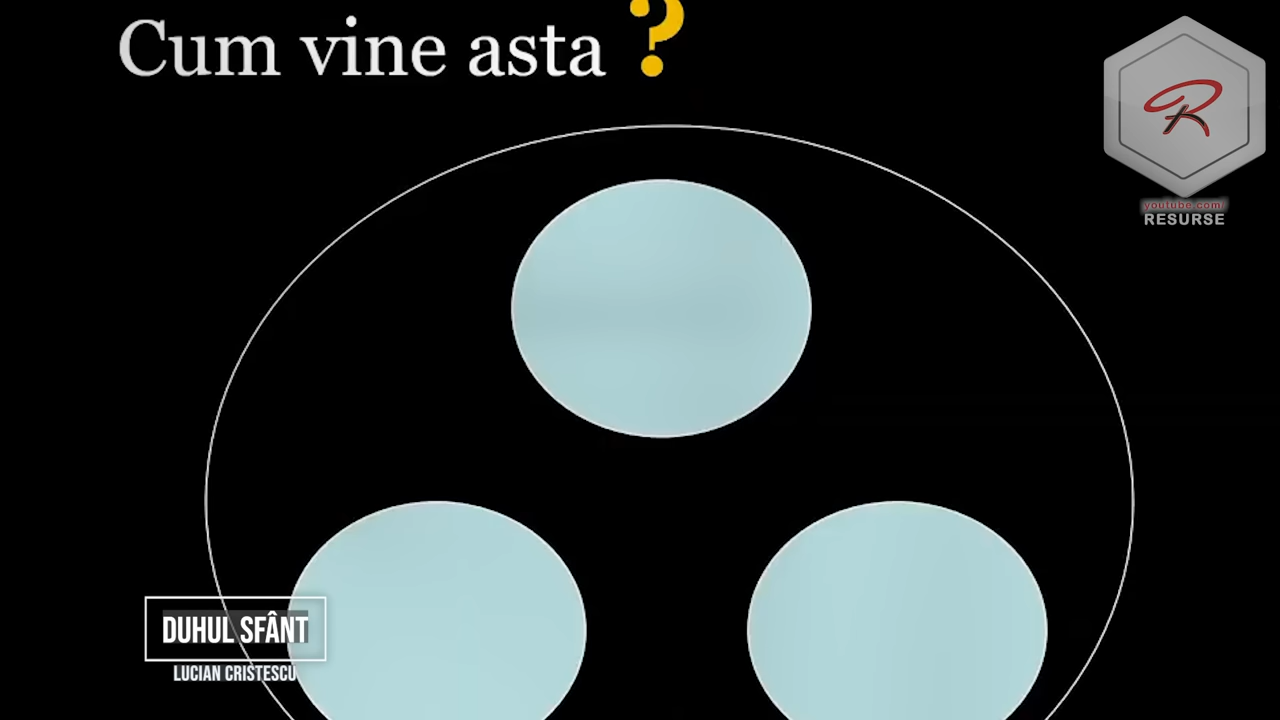 Cum vine asta ?
R
youtube.com/
RESURSE
DUHUL SFÂNT
LUCIAN CRISTESCU